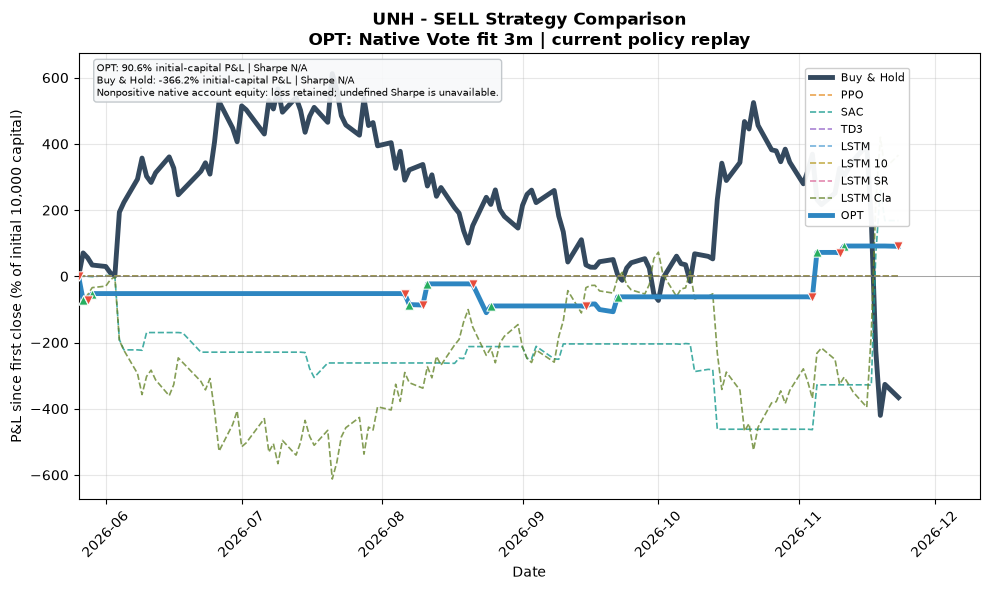 UNH - SELL Strategy Comparison
OPT: Native Vote fit 3m | current policy replay
OPT: 90.6% initial-capital P&L | Sharpe N/A
Buy & Hold: -366.2% initial-capital P&L | Sharpe N/A
Nonpositive native account equity: loss retained; undefined Sharpe is unavailable.
Buy & Hold
PPO
SAC
TD3
LSTM
LSTM 10
LSTM SR
LSTM Cla
OPT
P&L since first close (% of initial 10,000 capital)
600
400
200
0
−200
−400
−600
2026-06
2026-07
2026-08
2026-09
2026-10
2026-11
2026-12
Date